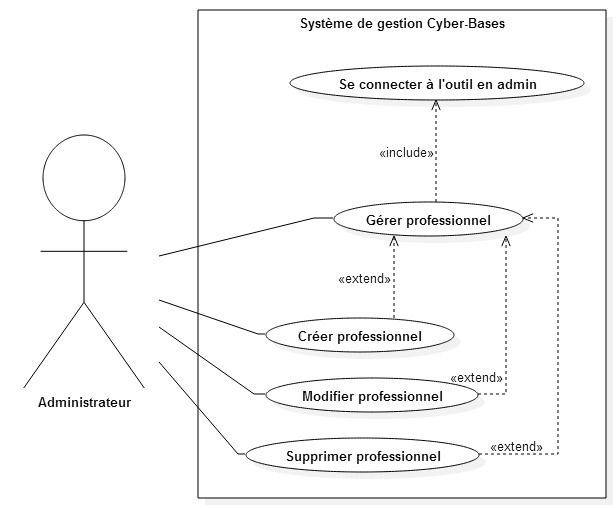 Système de gestion Cyber-Bases
Se connecter à l'outil en admin
«include»
Gérer professionnel
«extend»
Créer professionnel
«extend»
Modifier professionnel
Administrateur
«extend»
Supprimer professionnel